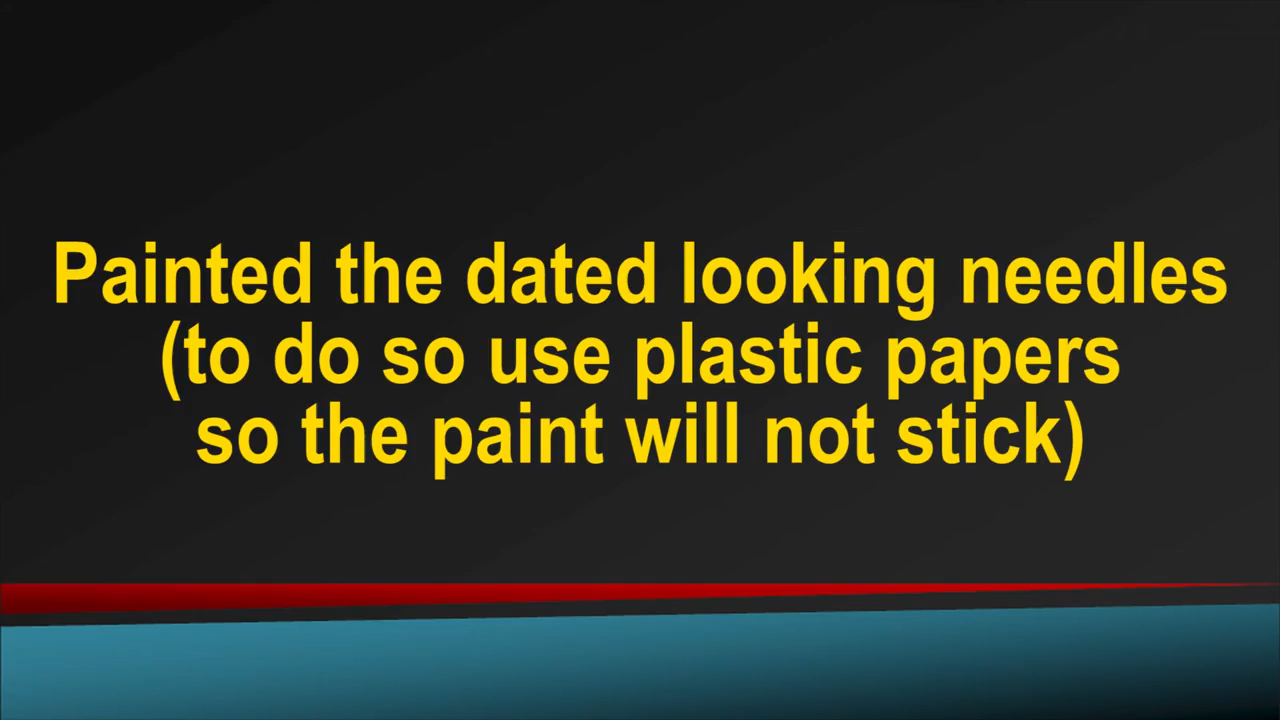 Painted the dated looking needles
(to do so use plastic papers
so the paint will not stick)